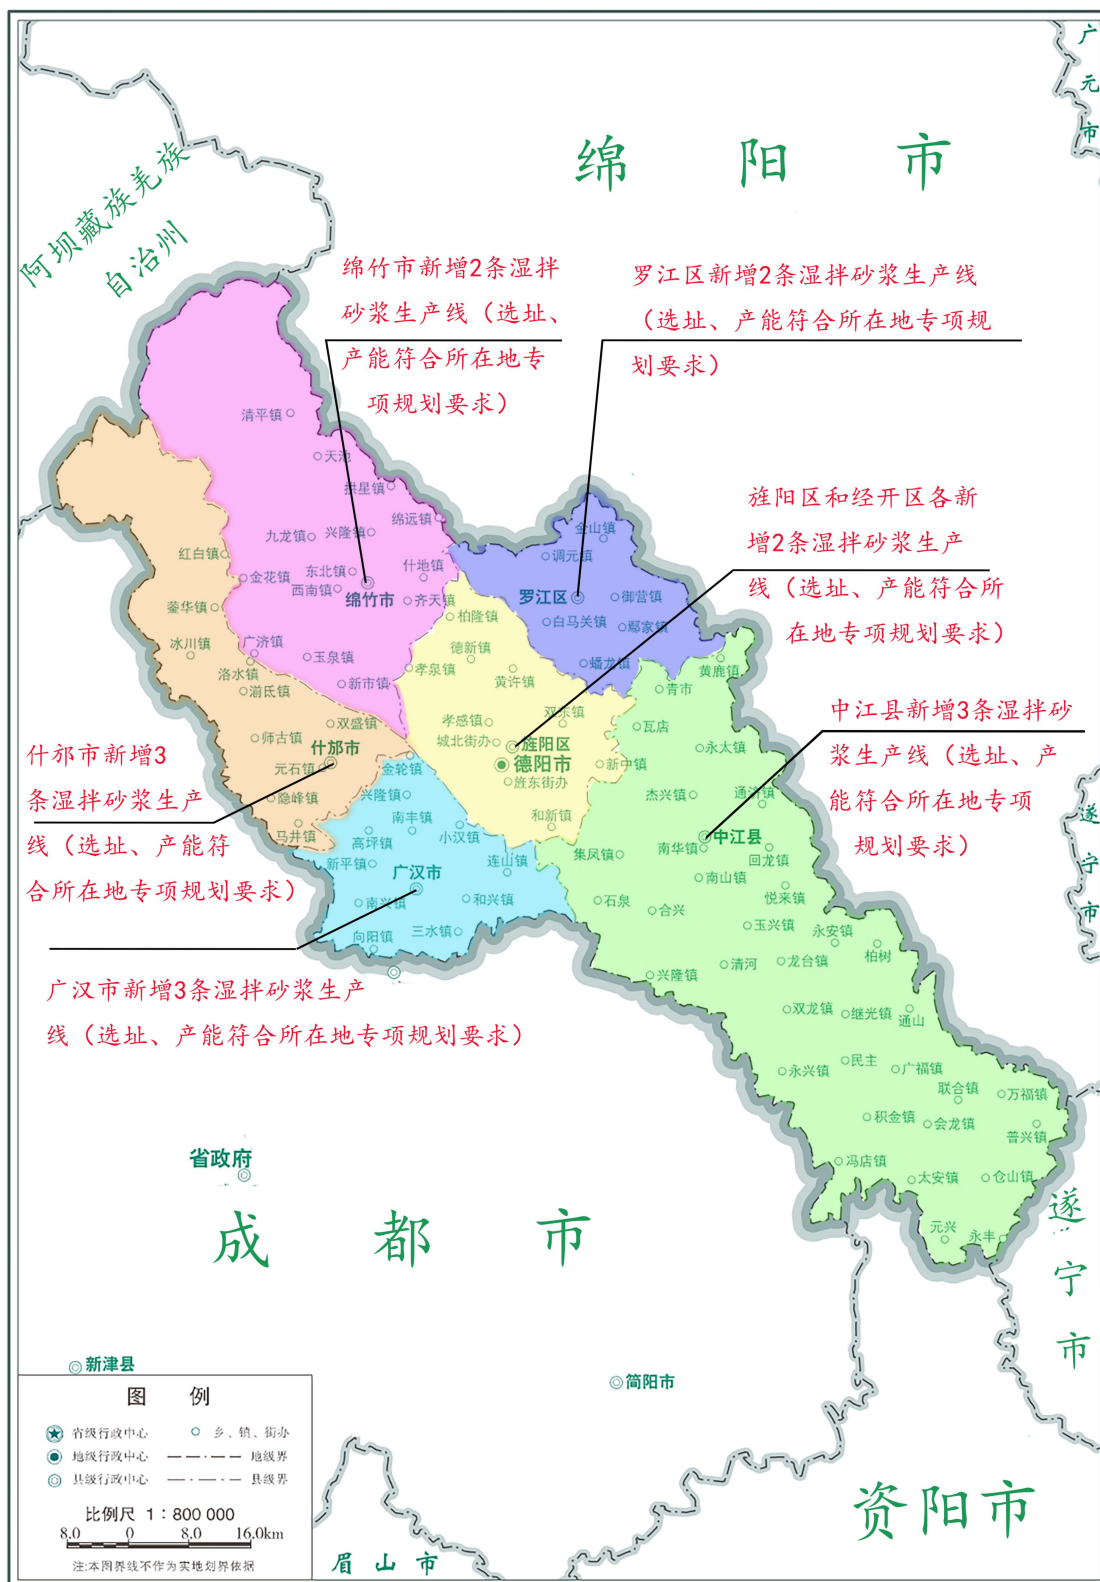 广
元
市
绵 阳 市
阿坝藏族羌族
自治州
绵竹市新增2条湿拌
砂浆生产线（选址、
产能符合所在地专
项规划要求）
罗江区新增2条湿拌砂浆生产线
（选址、产能符合所在地专项规
划要求）
旌阳区和经开区各新
增2条湿拌砂浆生产
线（选址、产能符合所
在地专项规划要求）
中江县新增3条湿拌砂
浆生产线（选址、产
能符合所在地专项
规划要求）
什邡市新增3
条湿拌砂浆生产
线（选址、产能符
合所在地专项规划要求）
广汉市新增3条湿拌砂浆生产
线（选址、产能符合所在地专项规划要求）
清平镇
天池
拱星镇
绵远镇
九龙镇
兴隆镇
红白镇
金花镇
东北镇
什地镇
西南镇
绵竹市
齐天镇
蓥华镇
冰川镇
广济镇
玉泉镇
洛水镇
湔氐镇
新市镇
孝泉镇
金山镇
调元镇
罗江区
御营镇
白马关镇
鄢家镇
蟠龙镇
柏隆镇
德新镇
黄许镇
双东镇
孝感镇
城北街办
旌阳区
德阳市
旌东街办
新中镇
和新镇
黄鹿镇
青市
瓦店
永太镇
杰兴镇
通济镇
中江县
南华镇
回龙镇
集凤镇
南山镇
悦来镇
石泉
合兴
玉兴镇
永安镇
柏树
清河
龙台镇
兴隆镇
双龙镇
继光镇
通山
民主
永兴镇
广福镇
联合镇
万福镇
积金镇
会龙镇
普兴镇
冯店镇
太安镇
仓山镇
元兴
永丰
双盛镇
师古镇
什邡市
元石镇
隐峰镇
马井镇
金轮镇
兴隆镇
南丰镇
小汉镇
高坪镇
新平镇
连山镇
广汉市
南兴镇
和兴镇
三水镇
向阳镇
遂
宁
市
省政府
成 都 市
遂
宁
市
新津县
简阳市
资阳市
眉山市
图 例
省级行政中心
乡、镇、街办
地级行政中心
地级界
县级行政中心
县级界
比例尺 1：800 000
8.0 0 8.0 16.0km
注:本图界线不作为实地划界依据